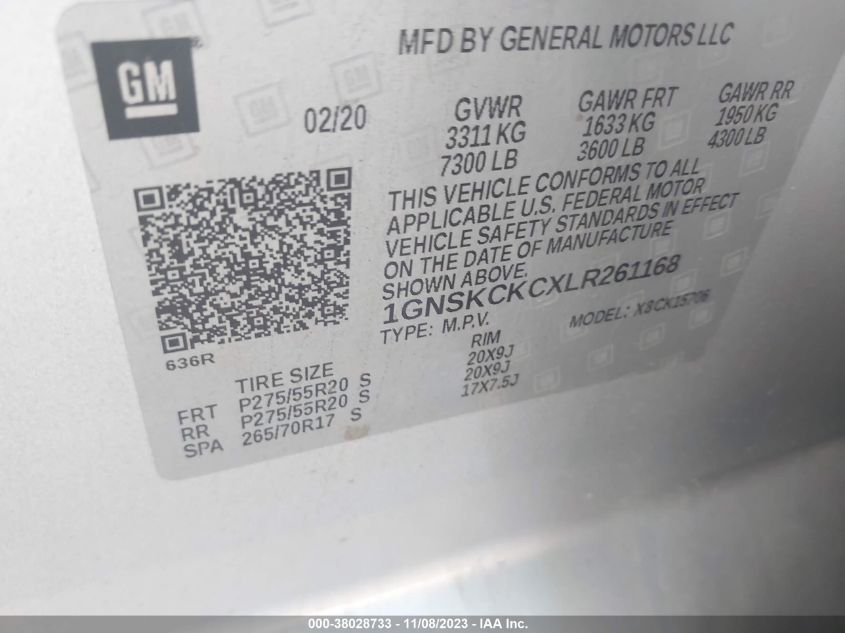 GM
MFD BY GENERAL MOTORS LLC
02/20
GVWR GAWR FRT GAWR RR
3311 KG 1633 KG 1950 KG
7300 LB 3600 LB 4300 LB
THIS VEHICLE CONFORMS TO ALL
APPLICABLE U.S. FEDERAL MOTOR
VEHICLE SAFETY STANDARDS IN EFFECT
ON THE DATE OF MANUFACTURE
SHOWN ABOVE.
1GNSKCKCXLR261168
TYPE: M.P.V. MODEL: X8 CK15706
636R
TIRE SIZE RIM
FRT P275/55R20 S 20X9J
RR P275/55R20 S 20X9J
SPA 265/70R17 S 17X7.5J
000-38028733 - 11/08/2023 - IAA Inc.